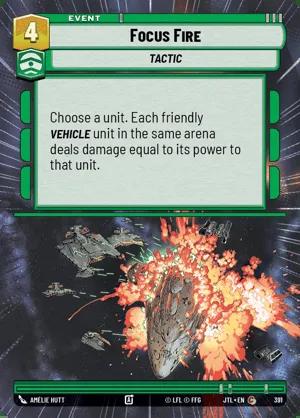 EVENT
4
FOCUS FIRE
TACTIC
Choose a unit. Each friendly
VEHICLE unit in the same arena
deals damage equal to its power to
that unit.
AMÉLIE HUTT
© LFL © FFG
JTL • EN
391